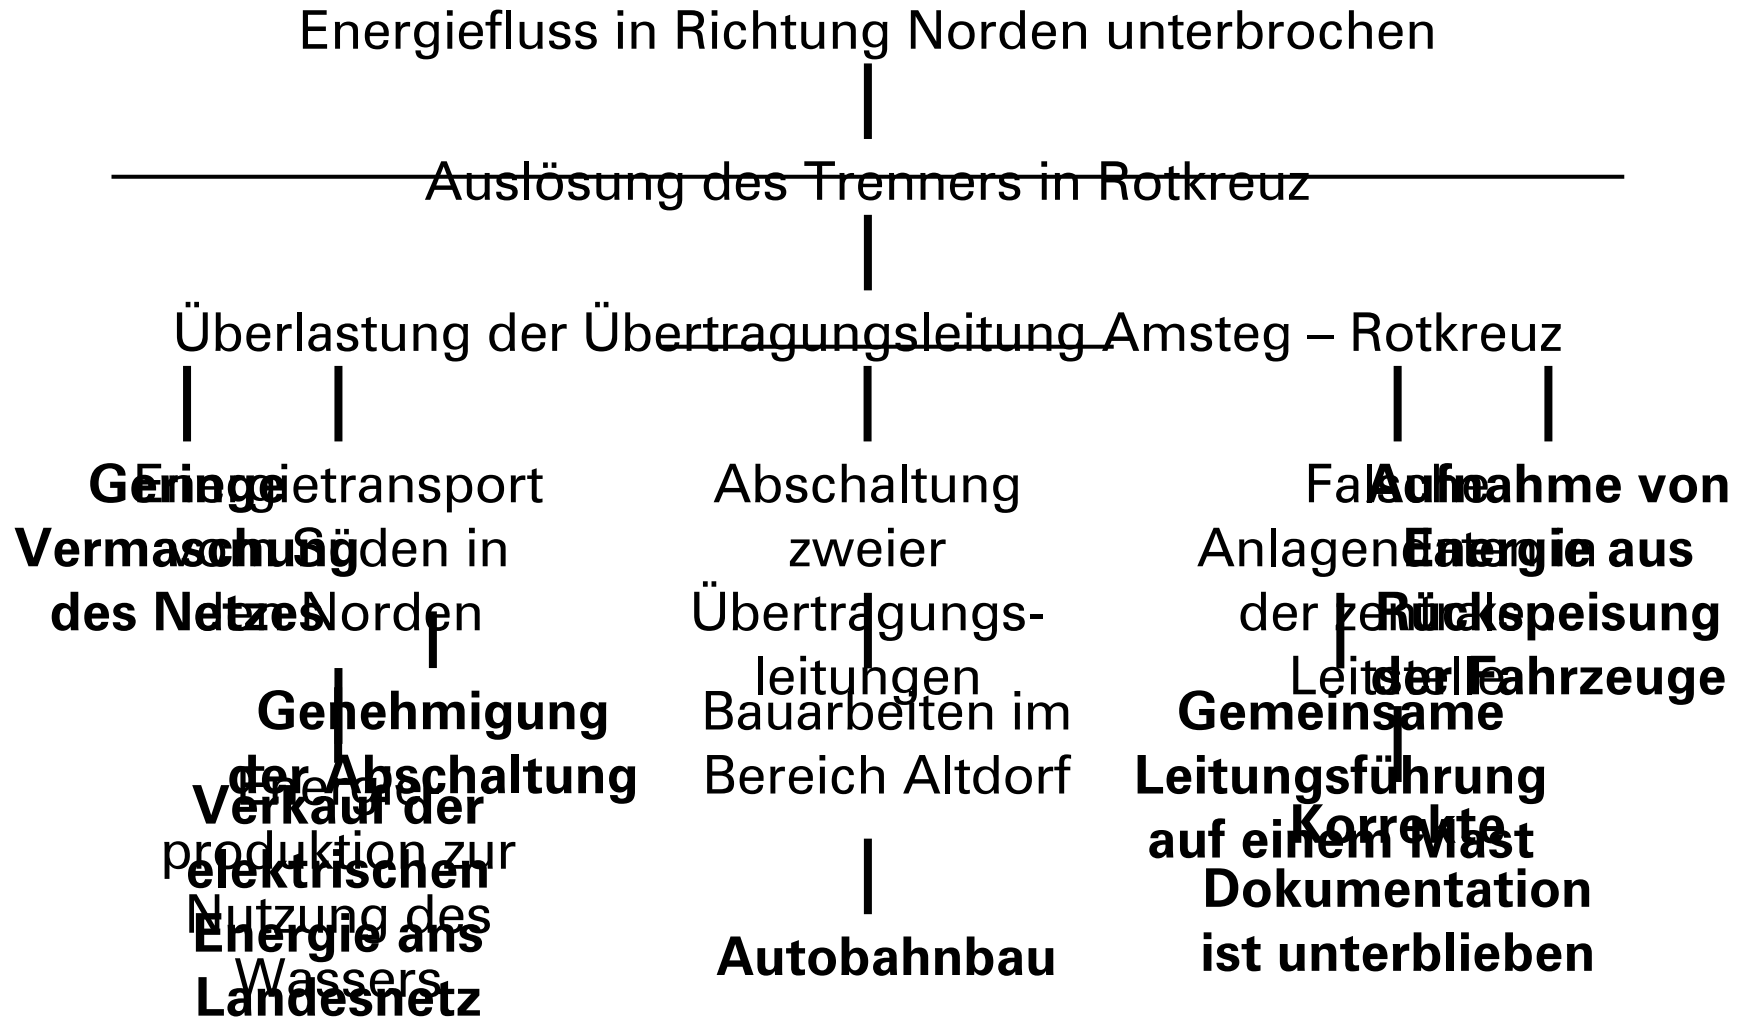 Energiefluss in Richtung Norden unterbrochen
Auslösung des Trenners in Rotkreuz
Überlastung der Übertragungsleitung Amsteg – Rotkreuz
Geringe
Vermaschung
des Netzes
Energietransport
vom Süden in
den Norden
Abschaltung
zweier
Übertragungs-
leitungen
Falsche
Anlagendaten in
der zentralen
Leitstelle
Aufnahme von
Energie aus
Rückspeisung
der Fahrzeuge
Genehmigung
der Abschaltung
Energie
produktion zur
Nutzung des
Wassers
Verkauf der
elektrischen
Energie ans
Landesnetz
Bauarbeiten im
Bereich Altdorf
Autobahnbau
Gemeinsame
Leitungsführung
auf einem Mast
Korrekte
Dokumentation
ist unterblieben